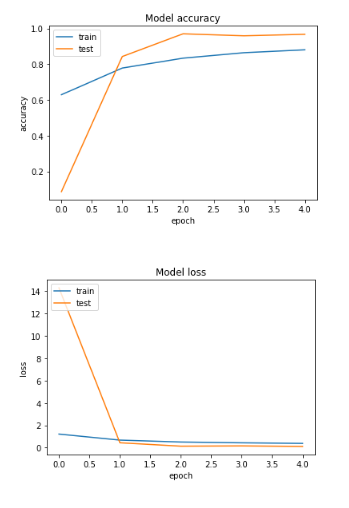 Model accuracy
train
test
1.0
0.8
0.6
0.4
0.2
accuracy
0.0 0.5 1.0 1.5 2.0 2.5 3.0 3.5 4.0
epoch
Model loss
train
test
14
12
10
8
6
4
2
0
loss
0.0 0.5 1.0 1.5 2.0 2.5 3.0 3.5 4.0
epoch